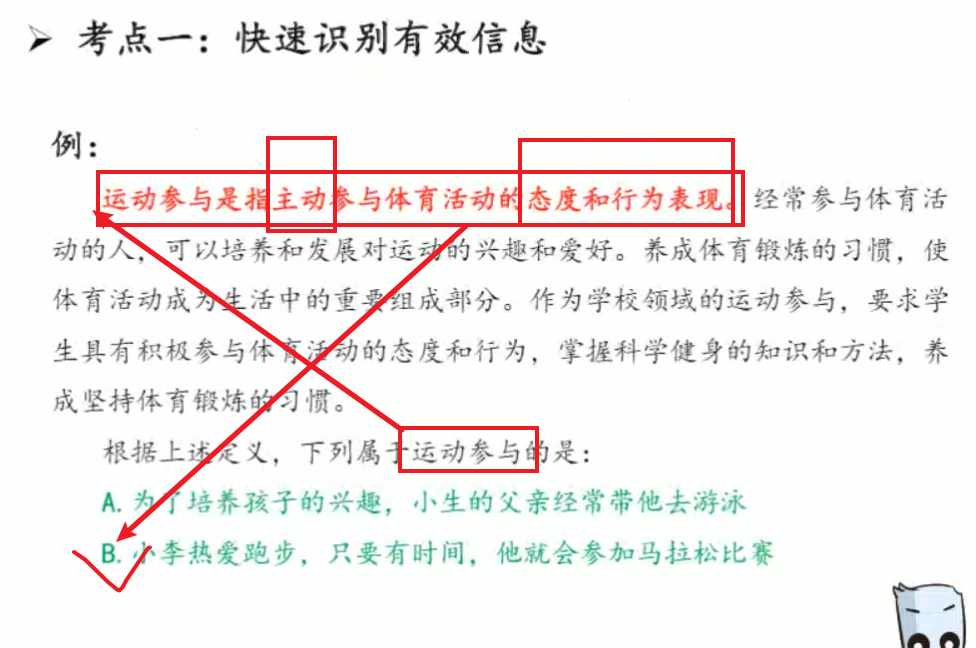 ➢ 考点一：快速识别有效信息
例：
运动参与是指主动参与体育活动的态度和行为表现。经常参与体育活
动的人，可以培养和发展对运动的兴趣和爱好。养成体育锻炼的习惯，使
体育活动成为生活中的重要组成部分。作为学校领域的运动参与，要求学
生具有积极参与体育活动的态度和行为，掌握科学健身的知识和方法，养
成坚持体育锻炼的习惯。
根据上述定义，下列属于运动参与的是：
A. 为了培养孩子的兴趣，小生的父亲经常带他去游泳
B. 小李热爱跑步，只要有时间，他就会参加马拉松比赛